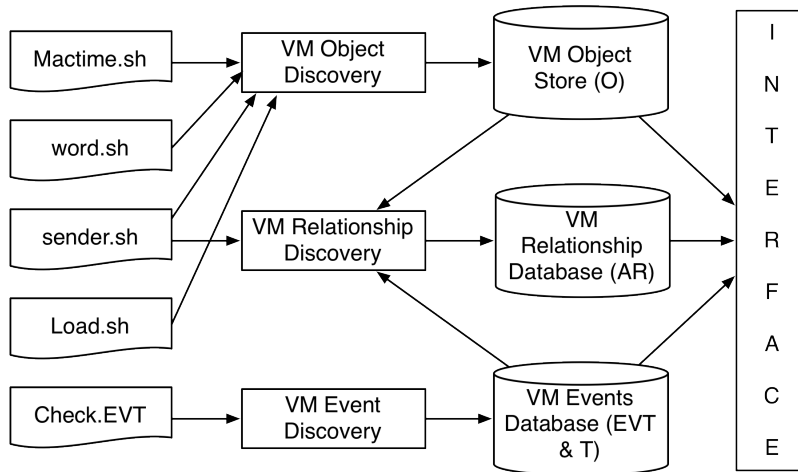 Mactime.sh
word.sh
sender.sh
Load.sh
Check.EVT
VM Object
Discovery
VM Relationship
Discovery
VM Event
Discovery
VM Object
Store (O)
VM
Relationship
Database (AR)
VM Events
Database (EVT
& T)
I
N
T
E
R
F
A
C
E